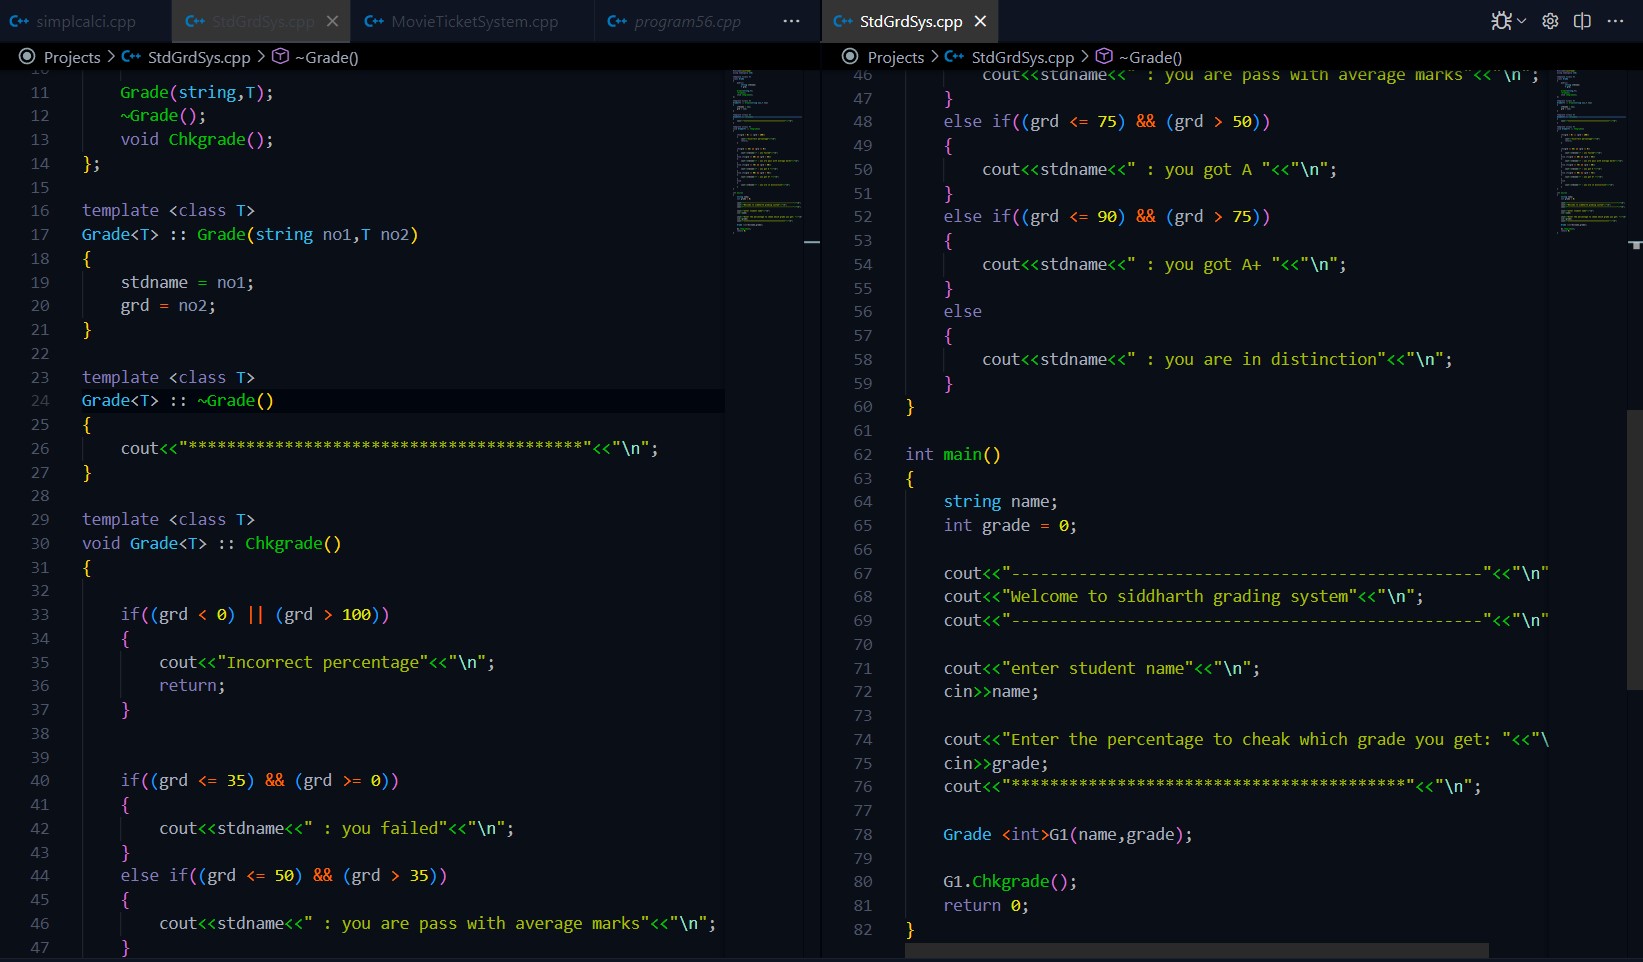 simplcalci.cpp StdGrdSys.cpp MovieTicketSystem.cpp program56.cpp ...
Projects > StdGrdSys.cpp > ~Grade()
10
11 Grade(string,T);
12 ~Grade();
13 void Chkgrade();
14 };
15
16 template <class T>
17 Grade<T> :: Grade(string no1,T no2)
18 {
19 stdname = no1;
20 grd = no2;
21 }
22
23 template <class T>
24 Grade<T> :: ~Grade()
25 {
26 cout<<"*****************************************"<<"\n";
27 }
28
29 template <class T>
30 void Grade<T> :: Chkgrade()
31 {
32
33 if((grd < 0) || (grd > 100))
34 {
35 cout<<"Incorrect percentage"<<"\n";
36 return;
37 }
38
39
40 if((grd <= 35) && (grd >= 0))
41 {
42 cout<<stdname<<" : you failed"<<"\n";
43 }
44 else if((grd <= 50) && (grd > 35))
45 {
46 cout<<stdname<<" : you are pass with average marks"<<"\n";
47 }
StdGrdSys.cpp ...
Projects > StdGrdSys.cpp > ~Grade()
46 cout<<stdname<<" : you are pass with average marks"<<"\n";
47 }
48 else if((grd <= 75) && (grd > 50))
49 {
50 cout<<stdname<<" : you got A "<<"\n";
51 }
52 else if((grd <= 90) && (grd > 75))
53 {
54 cout<<stdname<<" : you got A+ "<<"\n";
55 }
56 else
57 {
58 cout<<stdname<<" : you are in distinction"<<"\n";
59 }
60 }
61
62 int main()
63 {
64 string name;
65 int grade = 0;
66
67 cout<<"-------------------------------------------------"<<"\n"
68 cout<<"Welcome to siddharth grading system"<<"\n";
69 cout<<"-------------------------------------------------"<<"\n"
70
71 cout<<"enter student name"<<"\n";
72 cin>>name;
73
74 cout<<"Enter the percentage to cheak which grade you get: "<<"\
75 cin>>grade;
76 cout<<"*****************************************"<<"\n";
77
78 Grade <int>G1(name,grade);
79
80 G1.Chkgrade();
81 return 0;
82 }